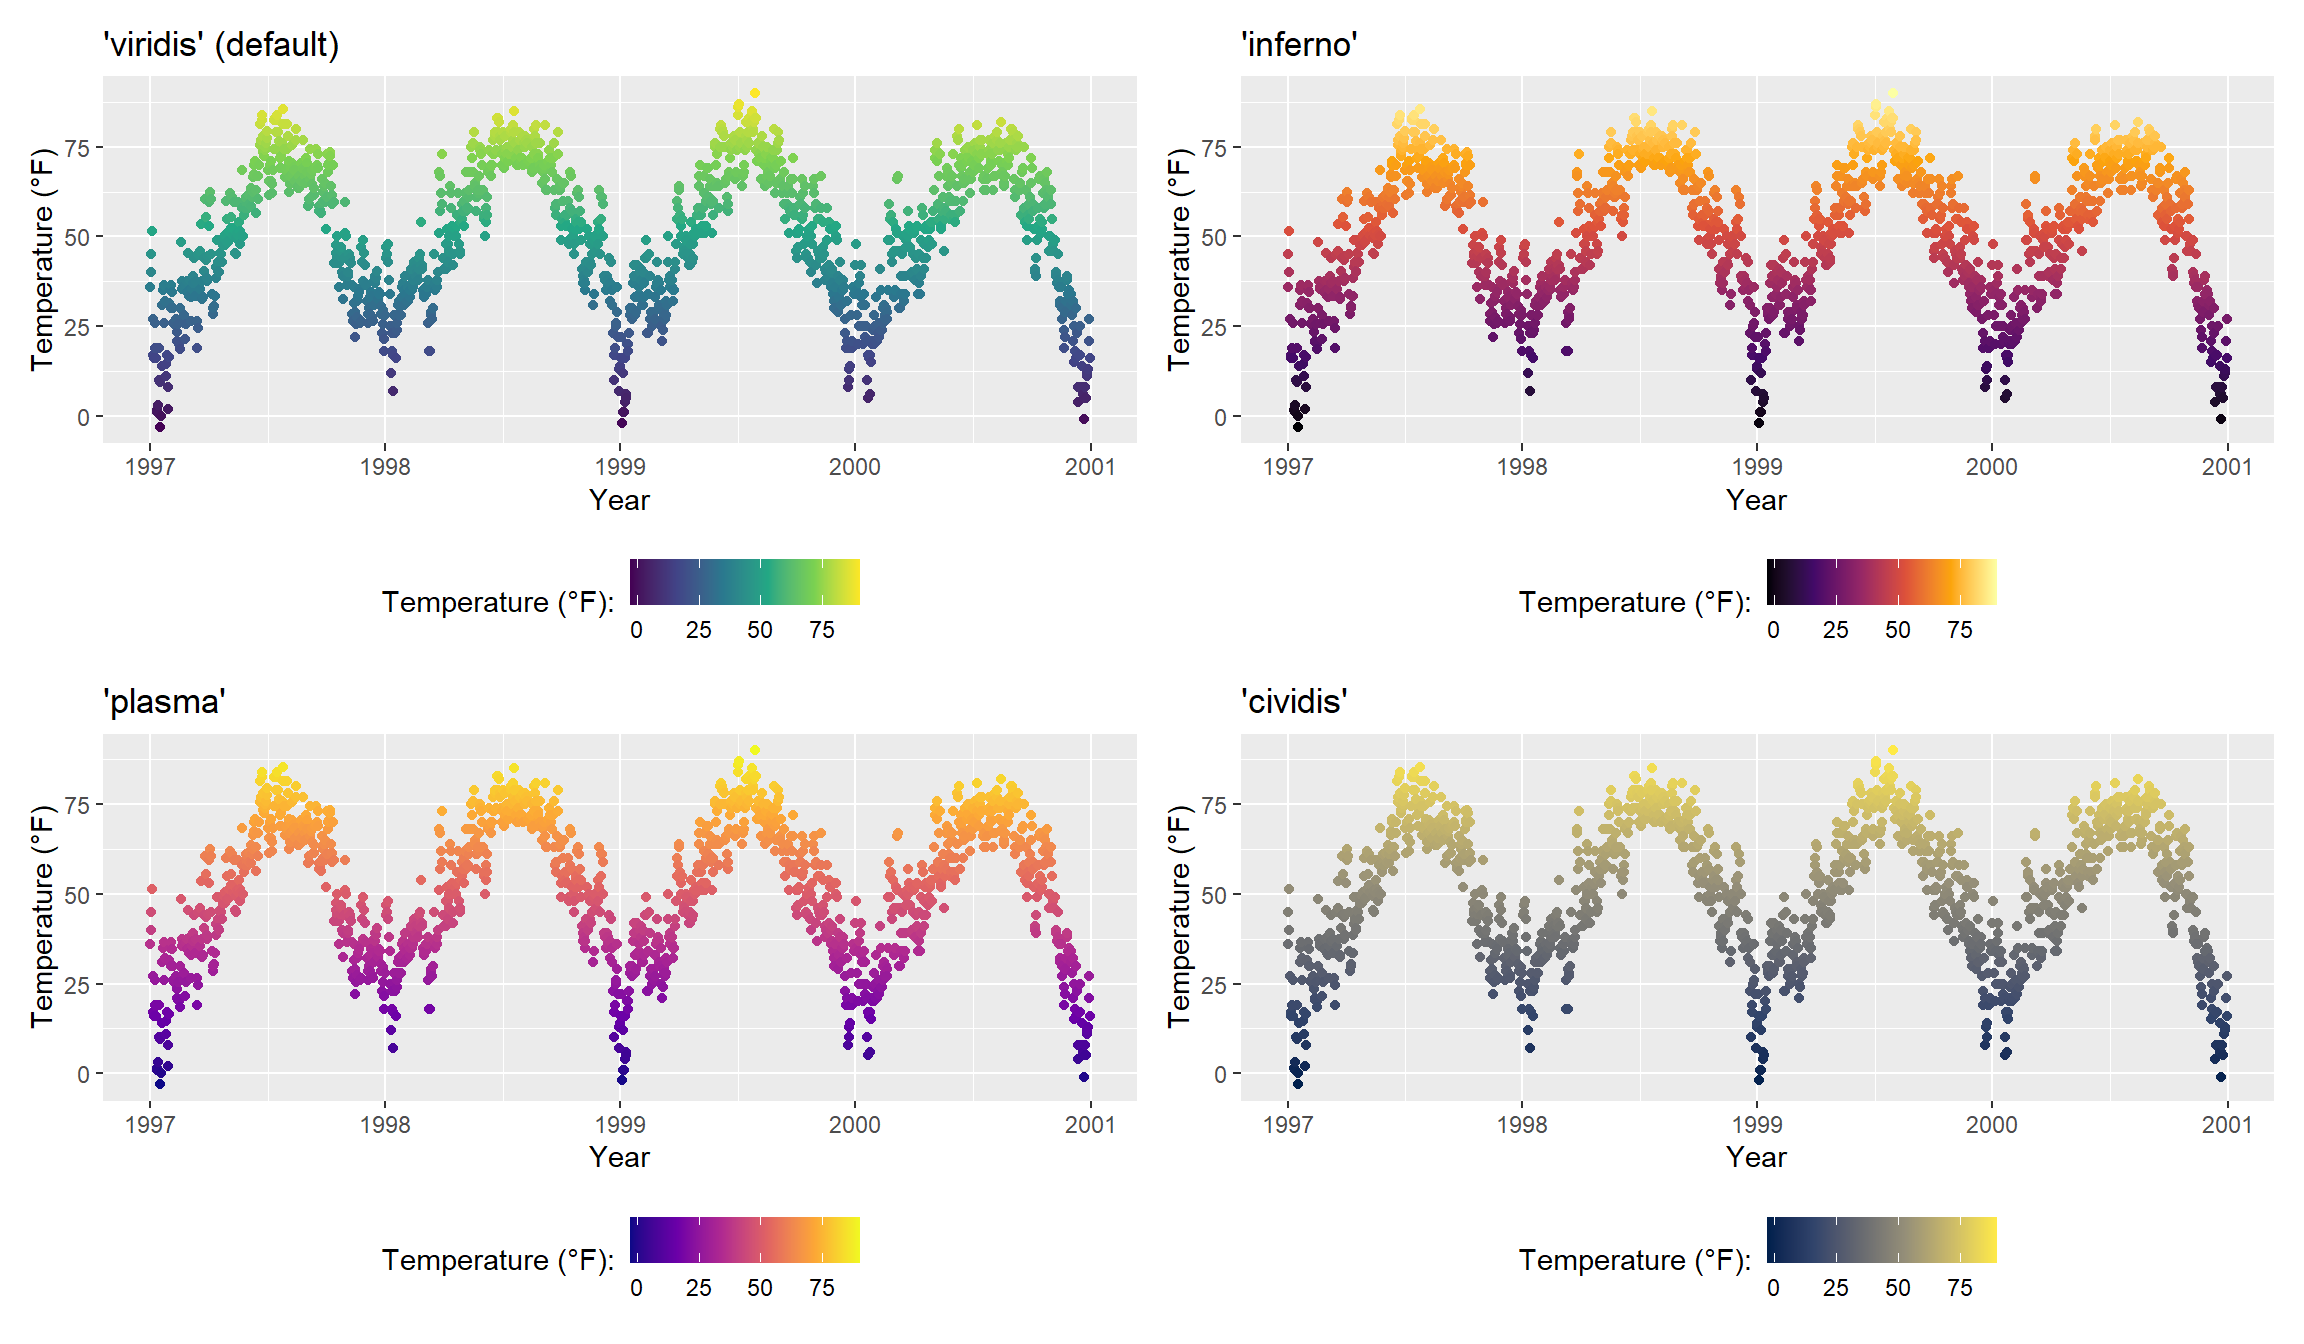 'viridis' (default)
Temperature (°F)
75
50
25
0
1997 1998 1999 2000 2001
Year
Temperature (°F):
0 25 50 75
'inferno'
Temperature (°F)
75
50
25
0
1997 1998 1999 2000 2001
Year
Temperature (°F):
0 25 50 75
'plasma'
Temperature (°F)
75
50
25
0
1997 1998 1999 2000 2001
Year
Temperature (°F):
0 25 50 75
'cividis'
Temperature (°F)
75
50
25
0
1997 1998 1999 2000 2001
Year
Temperature (°F):
0 25 50 75